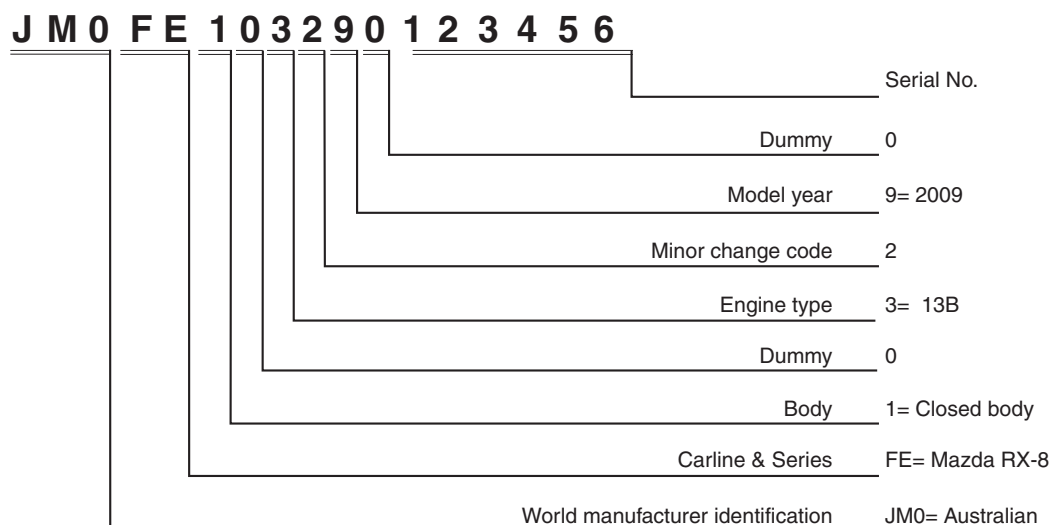 J M 0 F E 1 0 3 2 9 0 1 2 3 4 5 6
Serial No.
Dummy 0
Model year 9= 2009
Minor change code 2
Engine type 3= 13B
Dummy 0
Body 1= Closed body
Carline & Series FE= Mazda RX-8
World manufacturer identification JM0= Australian